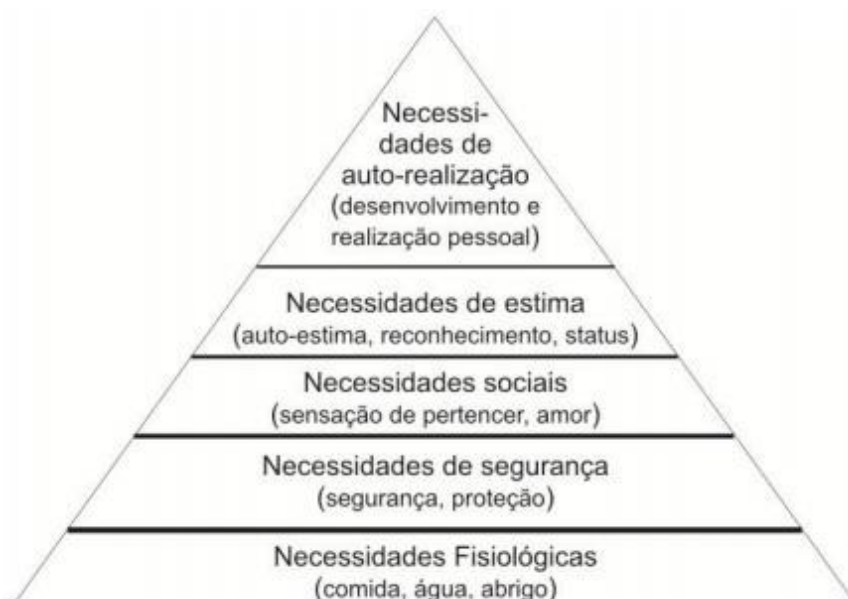 Necessi-
dades de
auto-realização
(desenvolvimento e
realização pessoal)
Necessidades de estima
(auto-estima, reconhecimento, status)
Necessidades sociais
(sensação de pertencer, amor)
Necessidades de segurança
(segurança, proteção)
Necessidades Fisiológicas
(comida, água, abrigo)